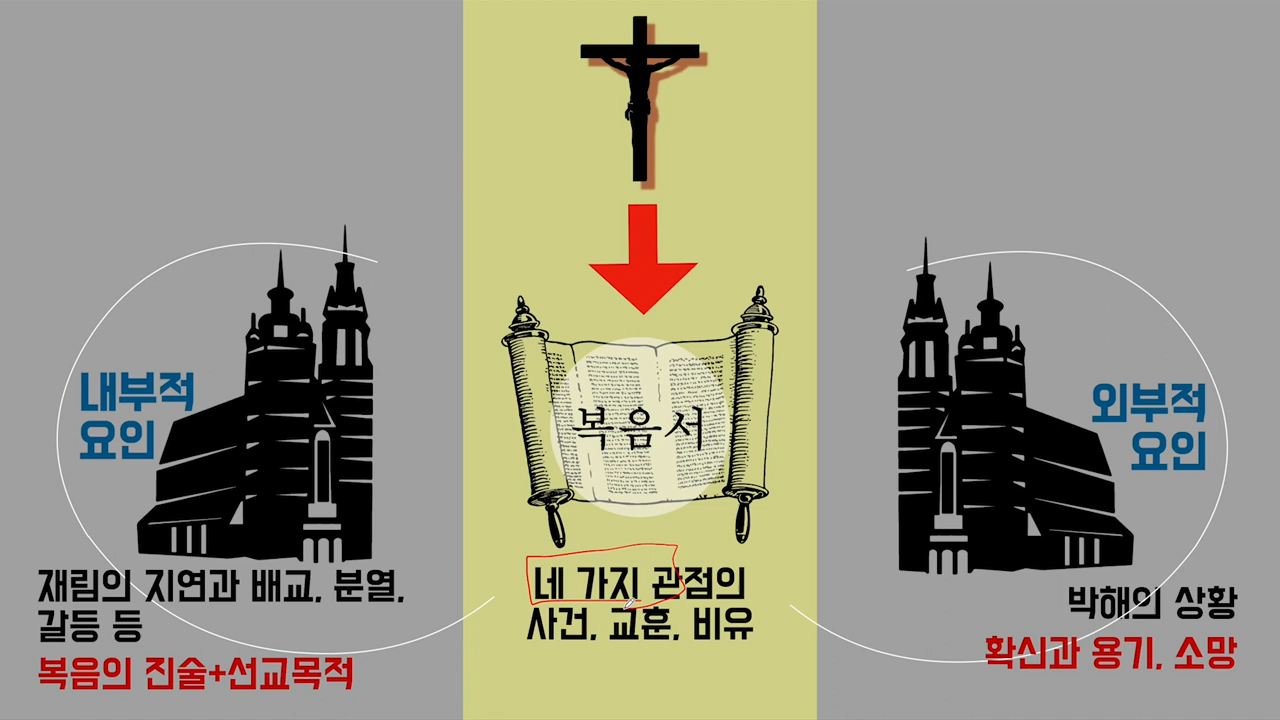 내부적
요인
재림의 지연과 배교, 분열,
갈등 등
복음의 진술+선교목적
복음서
네 가지 관점의
사건, 교훈, 비유
외부적
요인
박해의 상황
확신과 용기, 소망